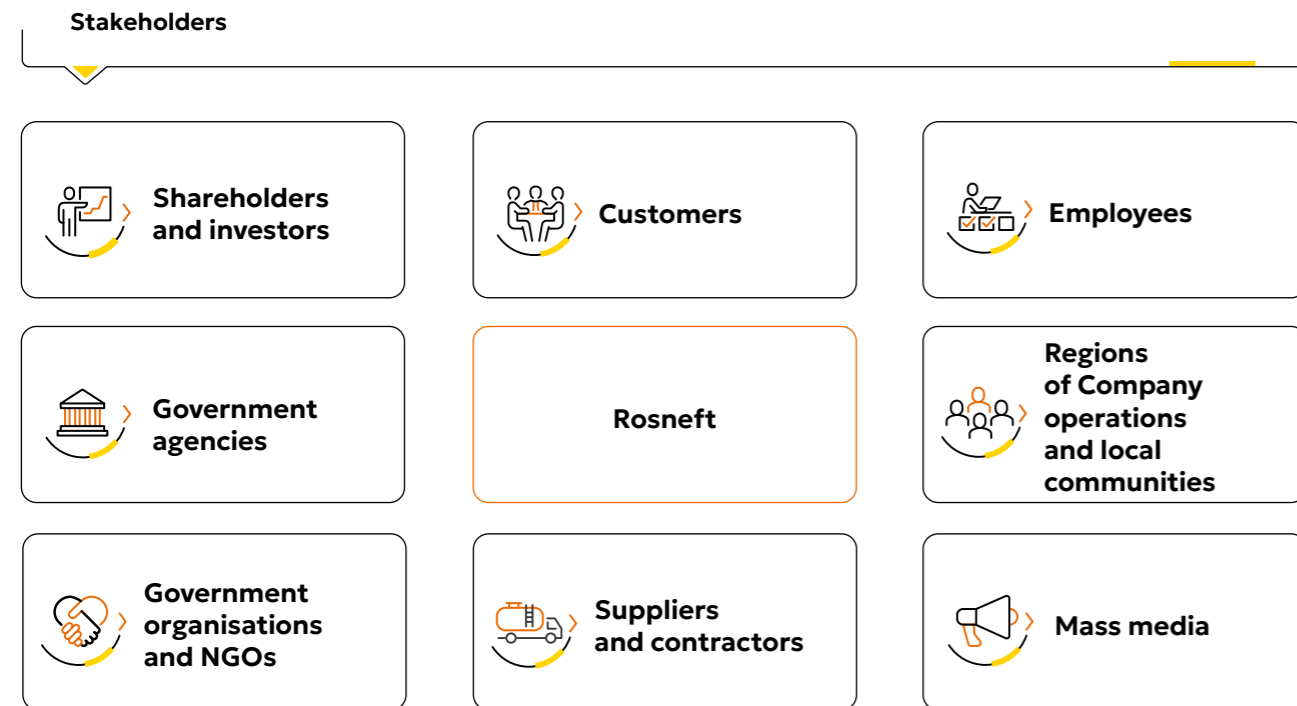 Stakeholders
Shareholders
and investors
Customers
Employees
Government
agencies
Rosneft
Regions
of Company
operations
and local
communities
Government
organisations
and NGOs
Suppliers
and contractors
Mass media